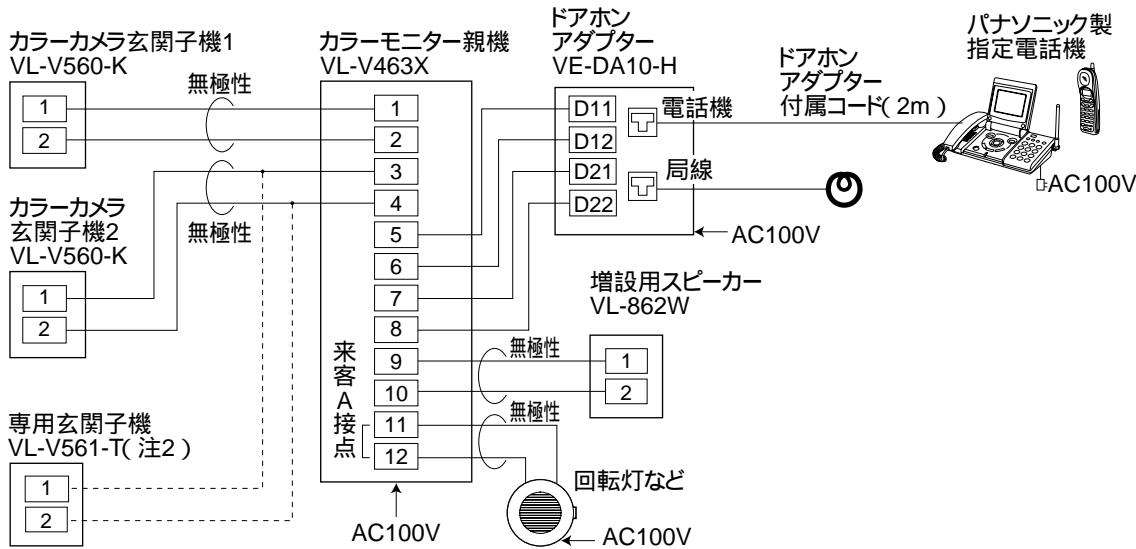 カラーカメラ玄関子機1
VL-V560-K
1
2
無極性
カラーカメラ
玄関子機2
VL-V560-K
1
2
無極性
専用玄関子機
VL-V561-T(注2)
1
2
カラーモニター親機
VL-V463X
1
2
3
4
5
6
7
8
9
10
11
12
来客A接点
AC100V
ドアホン
アダプター
VE-DA10-H
D11
D12
D21
D22
電話機
局線
AC100V
ドアホン
アダプター
付属コード(2m)
パナソニック製
指定電話機
AC100V
増設用スピーカー
VL-862W
無極性
1
2
無極性
回転灯など
AC100V